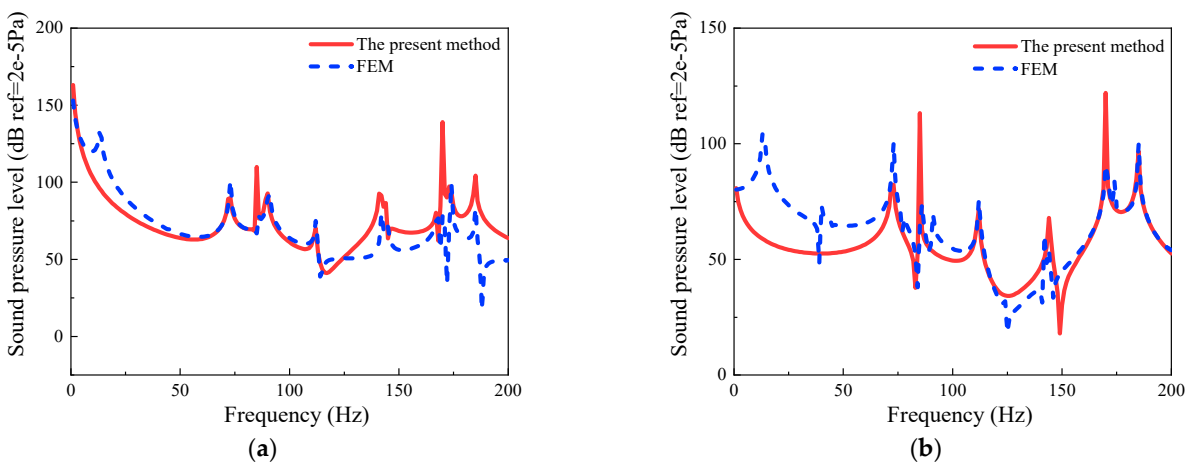 200
150
100
50
0
Sound pressure level (dB ref=2e-5Pa)
The present method
FEM
0 50 100 150 200
Frequency (Hz)
(a)
150
100
50
0
Sound pressure level (dB ref=2e-5Pa)
The present method
FEM
0 50 100 150 200
Frequency (Hz)
(b)